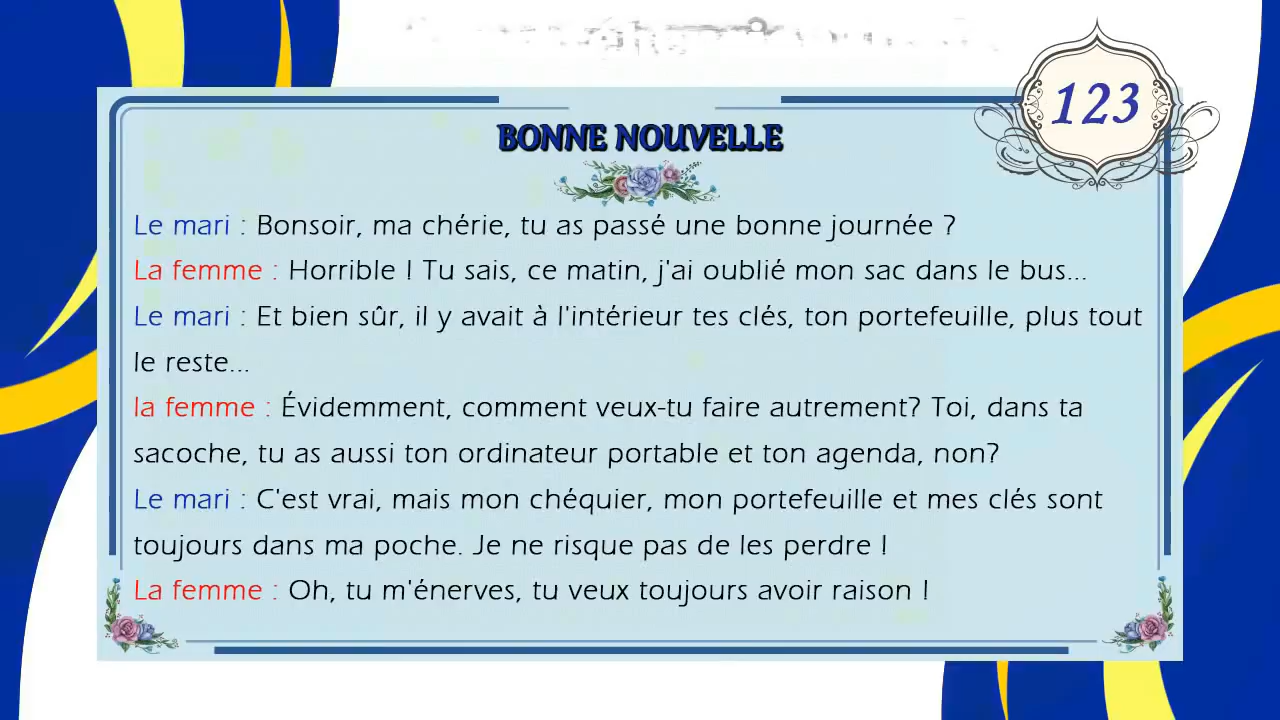 123
BONNE NOUVELLE
Le mari : Bonsoir, ma chérie, tu as passé une bonne journée ?
La femme : Horrible ! Tu sais, ce matin, j'ai oublié mon sac dans le bus...
Le mari : Et bien sûr, il y avait à l'intérieur tes clés, ton portefeuille, plus tout
le reste...
la femme : Évidemment, comment veux-tu faire autrement? Toi, dans ta
sacoche, tu as aussi ton ordinateur portable et ton agenda, non?
Le mari : C'est vrai, mais mon chéquier, mon portefeuille et mes clés sont
toujours dans ma poche. Je ne risque pas de les perdre !
La femme : Oh, tu m'énerves, tu veux toujours avoir raison !